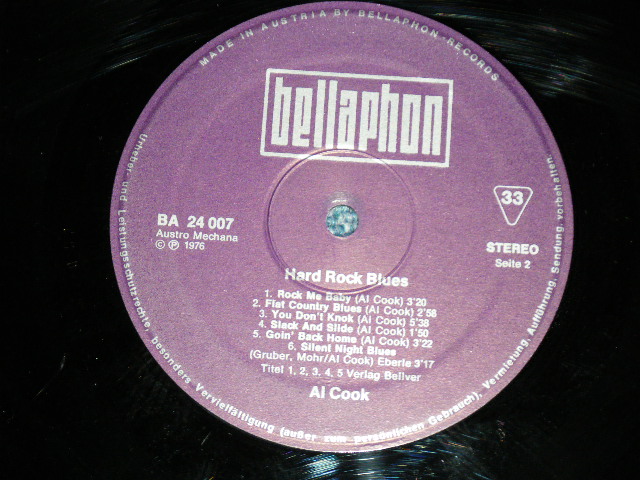 MADE IN AUSTRIA BY BELLAPHON-RECORDS
bellaphon
BA 24 007
Austro Mechana
© ℗ 1976
33
STEREO
Seite 2
Hard Rock Blues
1. Rock Me Baby (Al Cook) 3'20
2. Flat Country Blues (Al Cook) 2'58
3. You Don't Knok (Al Cook) 5'38
4. Slack And Slide (Al Cook) 1'50
5. Goin' Back Home (Al Cook) 3'22
6. Silent Night Blues
(Gruber, Mohr/Al Cook) Eberle 3'17
Titel 1, 2, 3, 4, 5 Verlag Bellver
Al Cook
Urheber- und Leistungsschutzrechte, besonders Vervielfältigung (außer zum persönlichen Gebrauch), Vermietung, Aufführung, Sendung, vorbehalten.